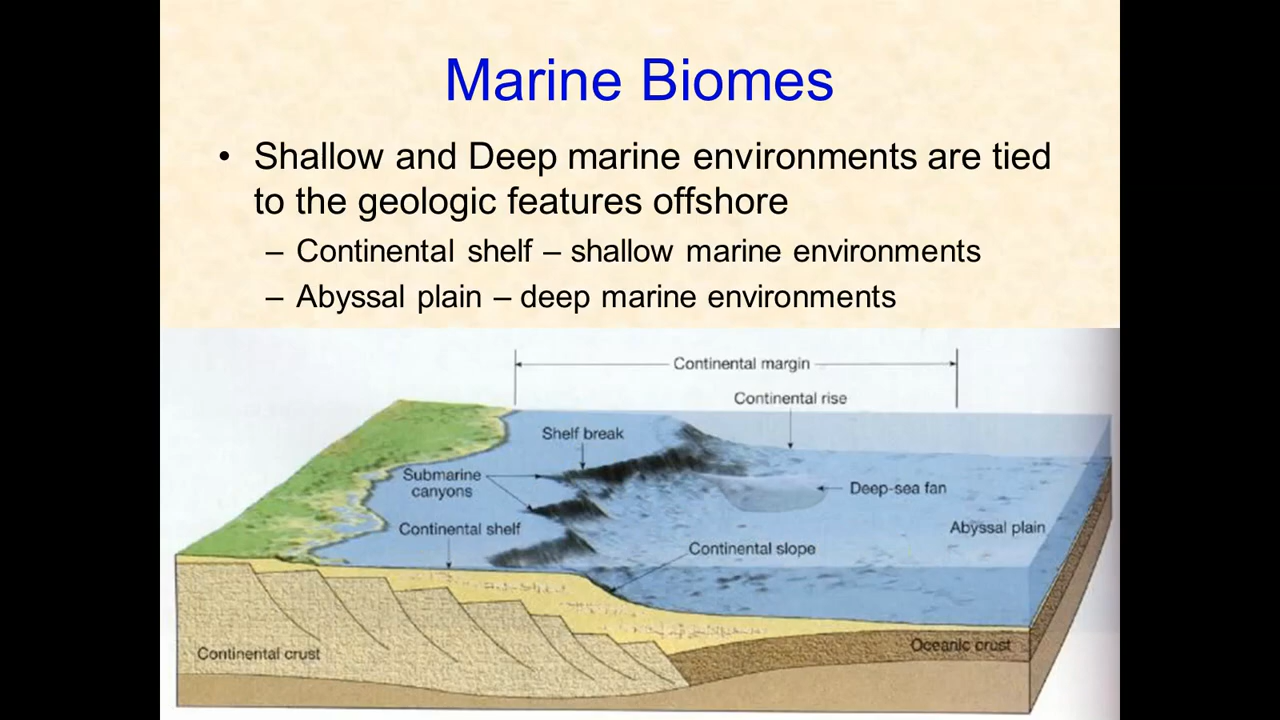 Marine Biomes
• Shallow and Deep marine environments are tied
to the geologic features offshore
– Continental shelf – shallow marine environments
– Abyssal plain – deep marine environments
Continental margin
Continental rise
Shelf break
Submarine
canyons
Deep-sea fan
Continental shelf
Abyssal plain
Continental slope
Continental crust
Oceanic crust